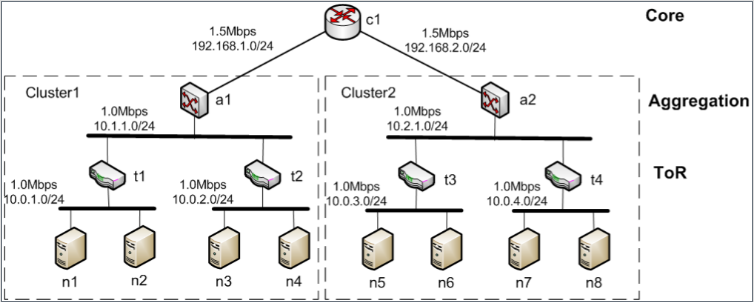 Core
c1
1.5Mbps
192.168.1.0/24
1.5Mbps
192.168.2.0/24
Cluster1
a1
Cluster2
a2
Aggregation
1.0Mbps
10.1.1.0/24
1.0Mbps
10.2.1.0/24
ToR
t1
t2
t3
t4
1.0Mbps
10.0.1.0/24
1.0Mbps
10.0.2.0/24
1.0Mbps
10.0.3.0/24
1.0Mbps
10.0.4.0/24
n1
n2
n3
n4
n5
n6
n7
n8